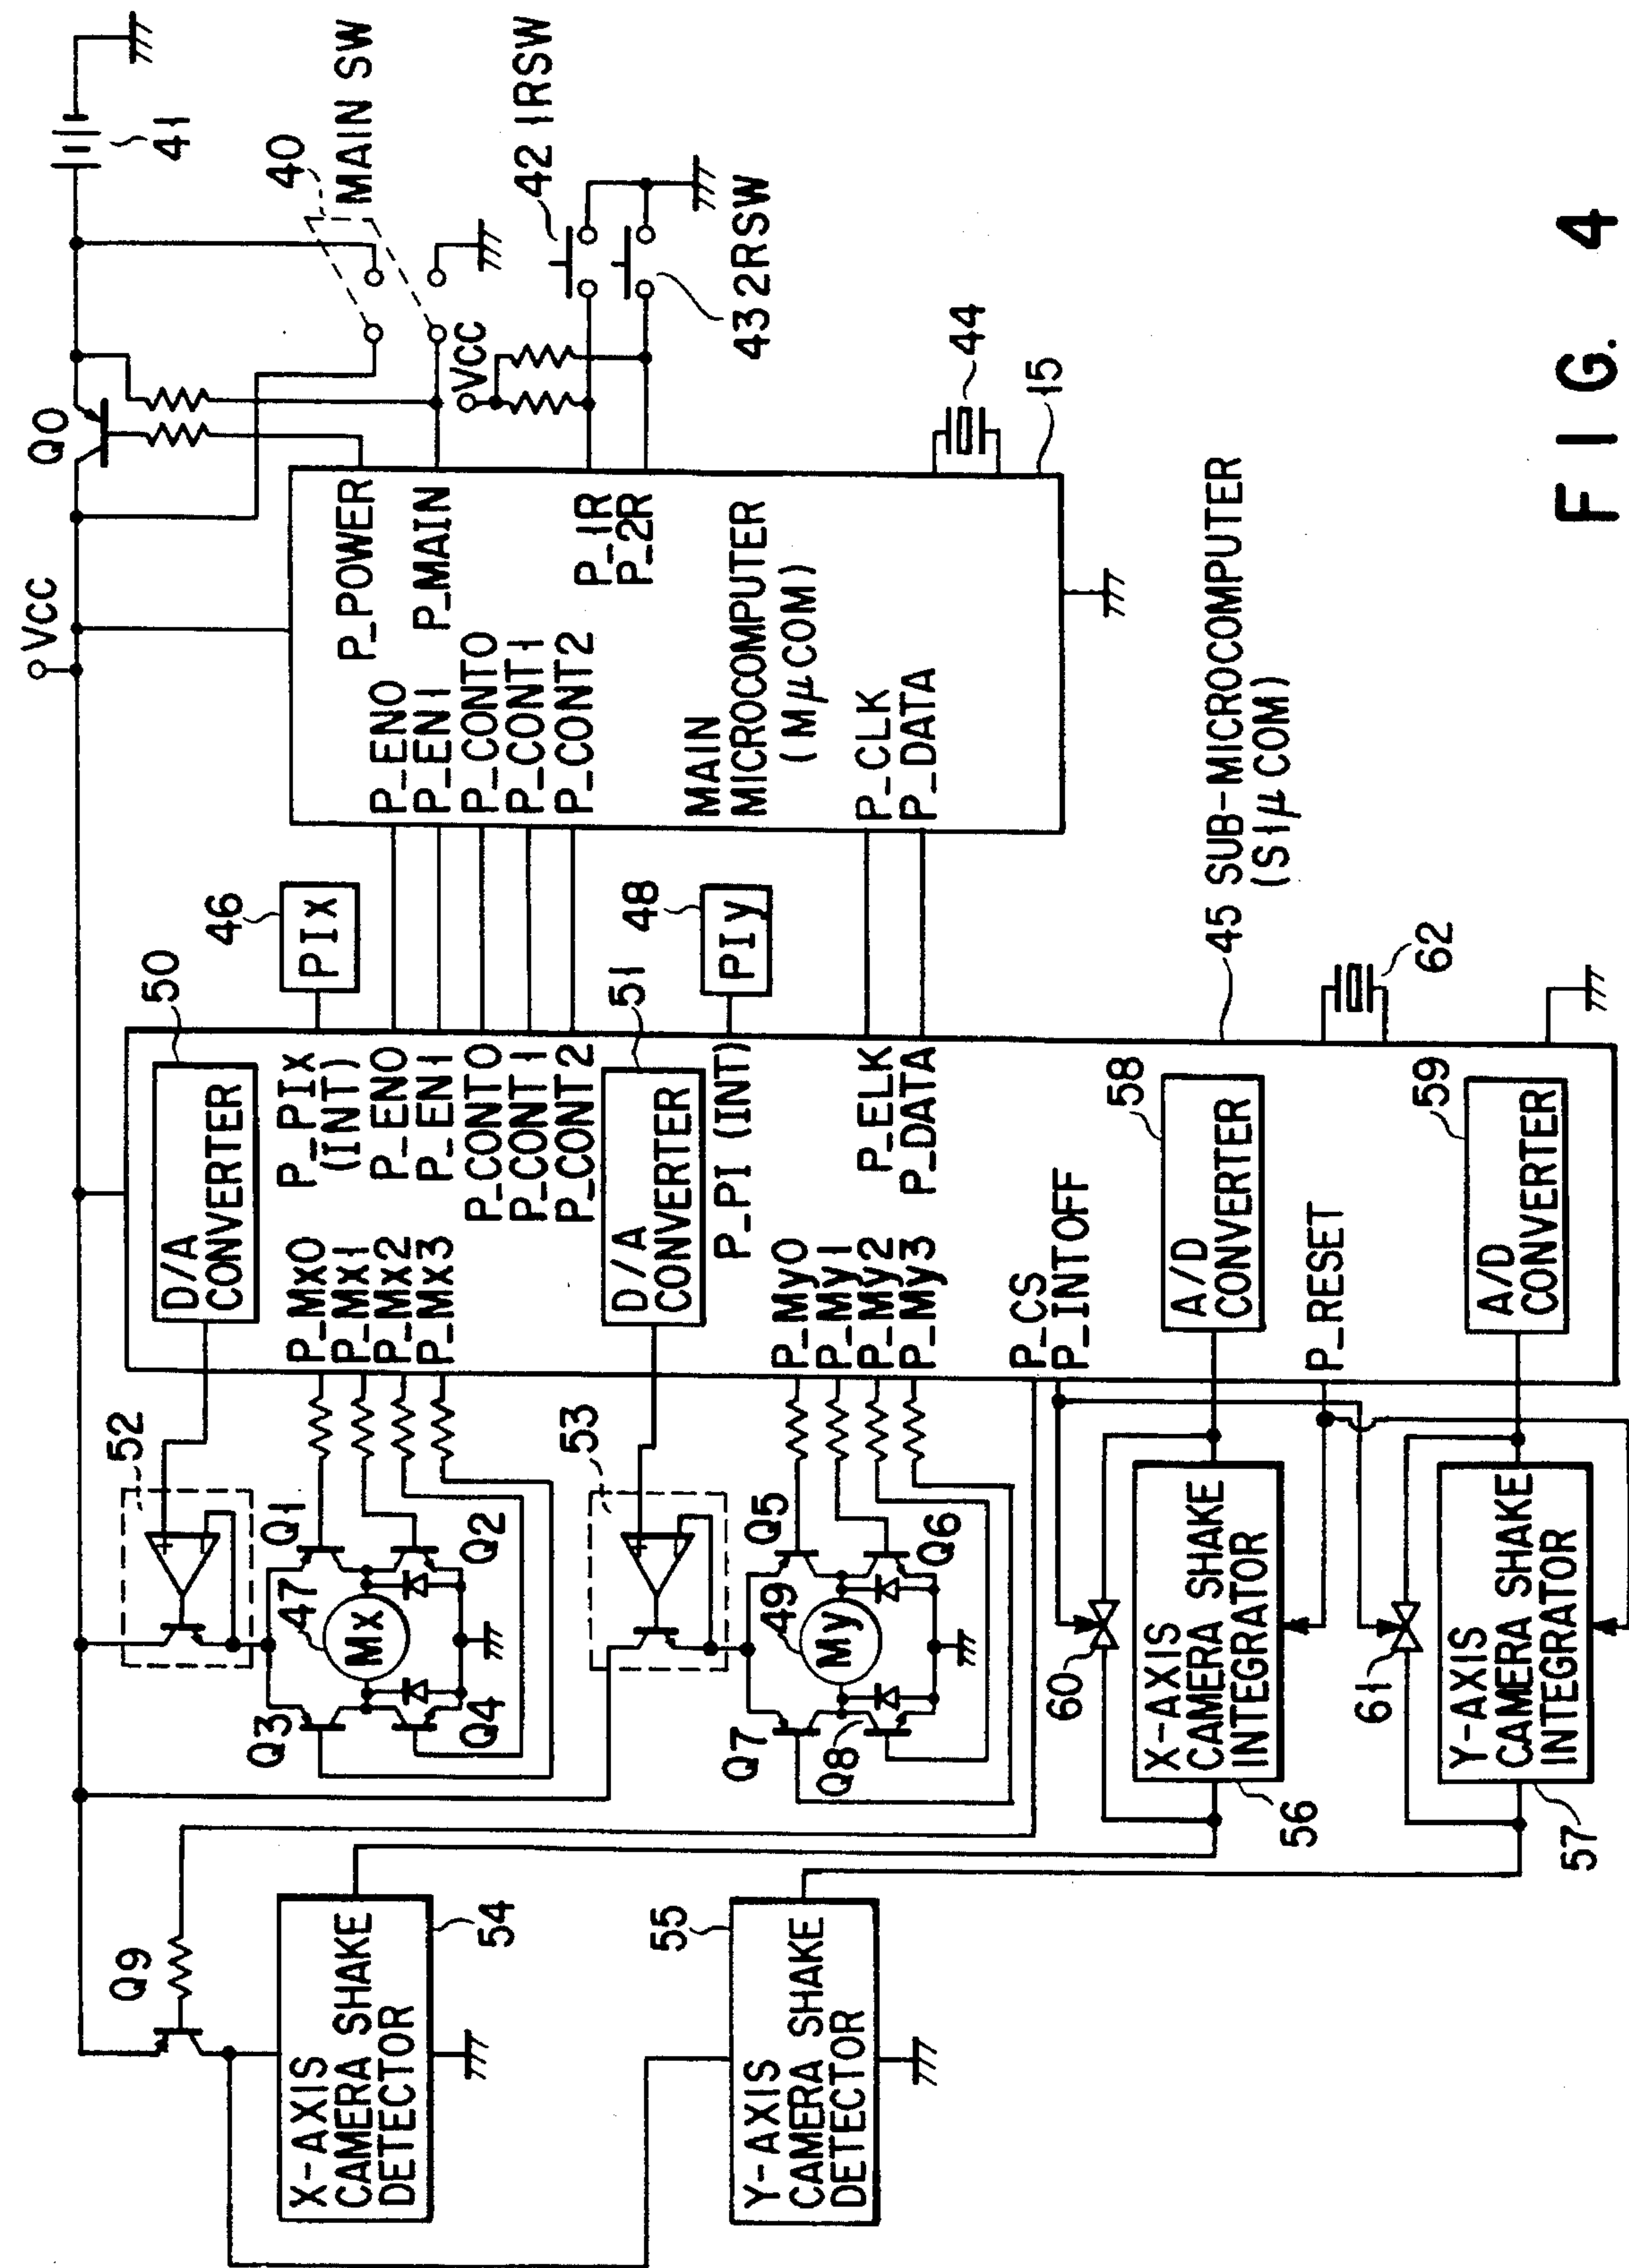 Vcc
Q0
41
40
MAIN SW
Vcc
42 1RSW
43 2RSW
44
15
P_POWER
P_MAIN
P_1R
P_2R
P_EN0
P_EN1
P_CONT0
P_CONT1
P_CONT2
MAIN
MICROCOMPUTER
(MμCOM)
P_CLK
P_DATA
46
PIX
48
PIy
50
D/A
CONVERTER
P_PIX
(INT)
P_EN0
P_EN1
P_CONT0
P_CONT1
P_CONT2
51
D/A
CONVERTER
P_PI (INT)
P_ELK
P_DATA
P_MX0
P_MX1
P_MX2
P_MX3
P_My0
P_My1
P_My2
P_My3
P_CS
P_INTOFF
58
A/D
CONVERTER
P_RESET
59
A/D
CONVERTER
45 SUB-MICROCOMPUTER
(S1μCOM)
62
52
Q1
Q2
47
Mx
Q3
Q4
53
Q5
Q6
49
My
Q7
Q8
60
X-AXIS
CAMERA SHAKE
INTEGRATOR
56
61
Y-AXIS
CAMERA SHAKE
INTEGRATOR
57
Q9
X-AXIS
CAMERA SHAKE
DETECTOR
54
Y-AXIS
CAMERA SHAKE
DETECTOR
55
FIG. 4